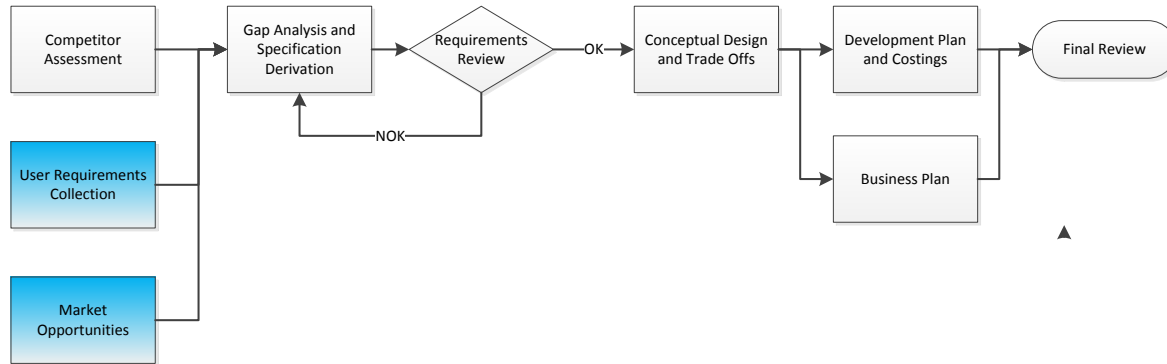 Competitor
Assessment
Gap Analysis and
Specification
Derivation
Requirements
Review
OK
Conceptual Design
and Trade Offs
Development Plan
and Costings
Final Review
NOK
User Requirements
Collection
Business Plan
Market
Opportunities